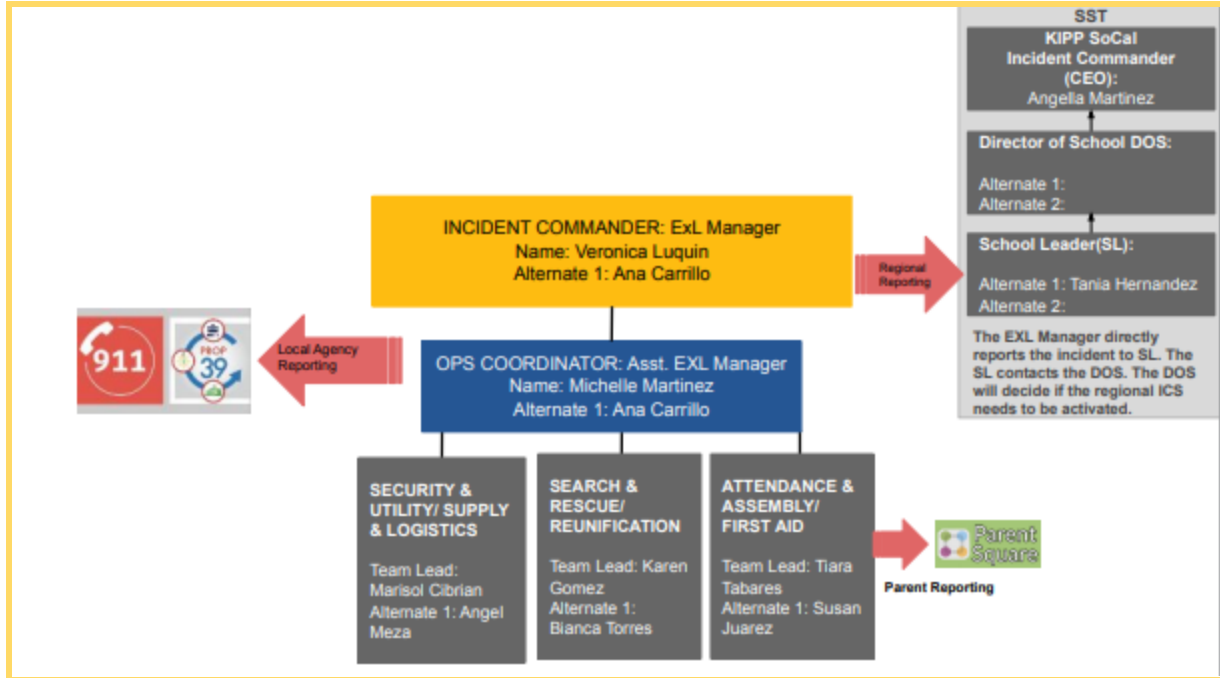 SST
KIPP SoCal
Incident Commander
(CEO):
Angella Martinez
Director of School DOS:
Alternate 1:
Alternate 2:
School Leader(SL):
Alternate 1: Tania Hernandez
Alternate 2:
The EXL Manager directly
reports the incident to SL. The
SL contacts the DOS. The DOS
will decide if the regional ICS
needs to be activated.
INCIDENT COMMANDER: ExL Manager
Name: Veronica Luquin
Alternate 1: Ana Carrillo
Regional
Reporting
911
PROP
39
Local Agency
Reporting
OPS COORDINATOR: Asst. EXL Manager
Name: Michelle Martinez
Alternate 1: Ana Carrillo
SECURITY &
UTILITY/ SUPPLY
& LOGISTICS
Team Lead:
Marisol Cibrian
Alternate 1: Angel
Meza
SEARCH &
RESCUE/
REUNIFICATION
Team Lead: Karen
Gomez
Alternate 1:
Bianca Torres
ATTENDANCE &
ASSEMBLY/
FIRST AID
Team Lead: Tiara
Tabares
Alternate 1: Susan
Juarez
Parent
Square
Parent Reporting